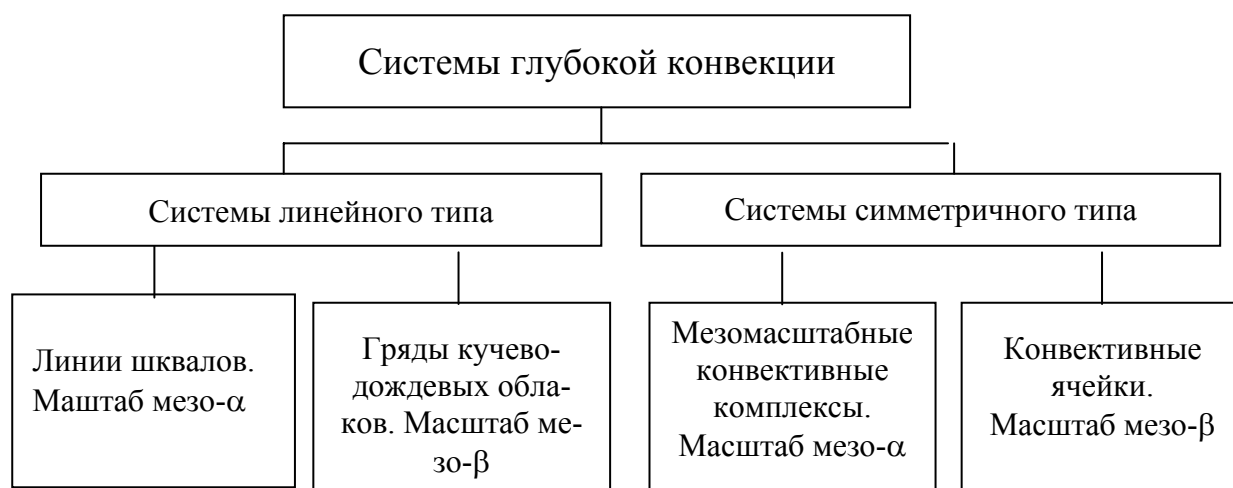 Системы глубокой конвекции
Системы линейного типа
Системы симметричного типа
Линии шквалов.
Маштаб мезо-α
Гряды кучево-
дождевых обла-
ков. Масштаб ме-
зо-β
Мезомасштабные
конвективные
комплексы.
Масштаб мезо-α
Конвективные
ячейки.
Масштаб мезо-β